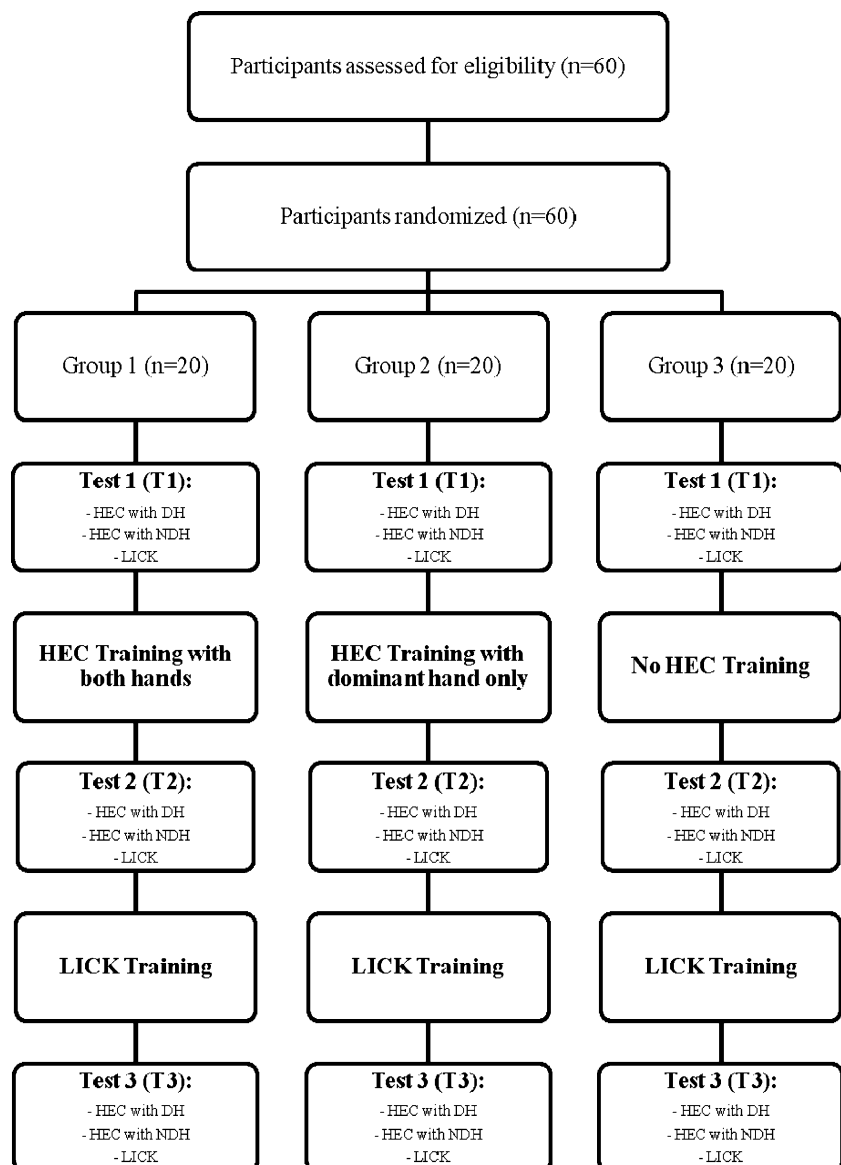 Participants assessed for eligibility (n=60)
Participants randomized (n=60)
Group 1 (n=20)
Group 2 (n=20)
Group 3 (n=20)
Test 1 (T1):
- HEC with DH
- HEC with NDH
- LICK
Test 1 (T1):
- HEC with DH
- HEC with NDH
- LICK
Test 1 (T1):
- HEC with DH
- HEC with NDH
- LICK
HEC Training with
both hands
HEC Training with
dominant hand only
No HEC Training
Test 2 (T2):
- HEC with DH
- HEC with NDH
- LICK
Test 2 (T2):
- HEC with DH
- HEC with NDH
- LICK
Test 2 (T2):
- HEC with DH
- HEC with NDH
- LICK
LICK Training
LICK Training
LICK Training
Test 3 (T3):
- HEC with DH
- HEC with NDH
- LICK
Test 3 (T3):
- HEC with DH
- HEC with NDH
- LICK
Test 3 (T3):
- HEC with DH
- HEC with NDH
- LICK